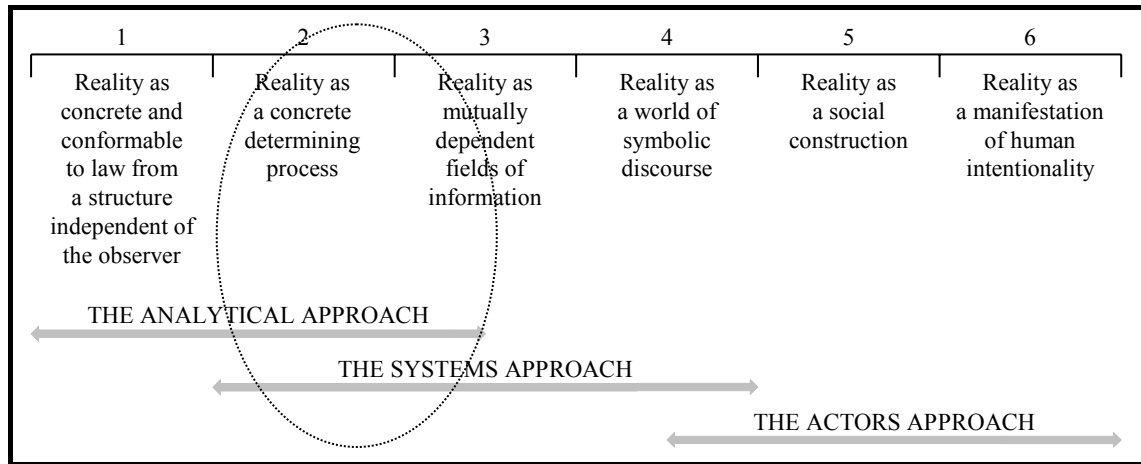 1 2 3 4 5 6
Reality as
concrete and
conformable
to law from
a structure
independent of
the observer
Reality as
a concrete
determining
process
Reality as
mutually
dependent
fields of
information
Reality as
a world of
symbolic
discourse
Reality as
a social
construction
Reality as
a manifestation
of human
intentionality
THE ANALYTICAL APPROACH
THE SYSTEMS APPROACH
THE ACTORS APPROACH